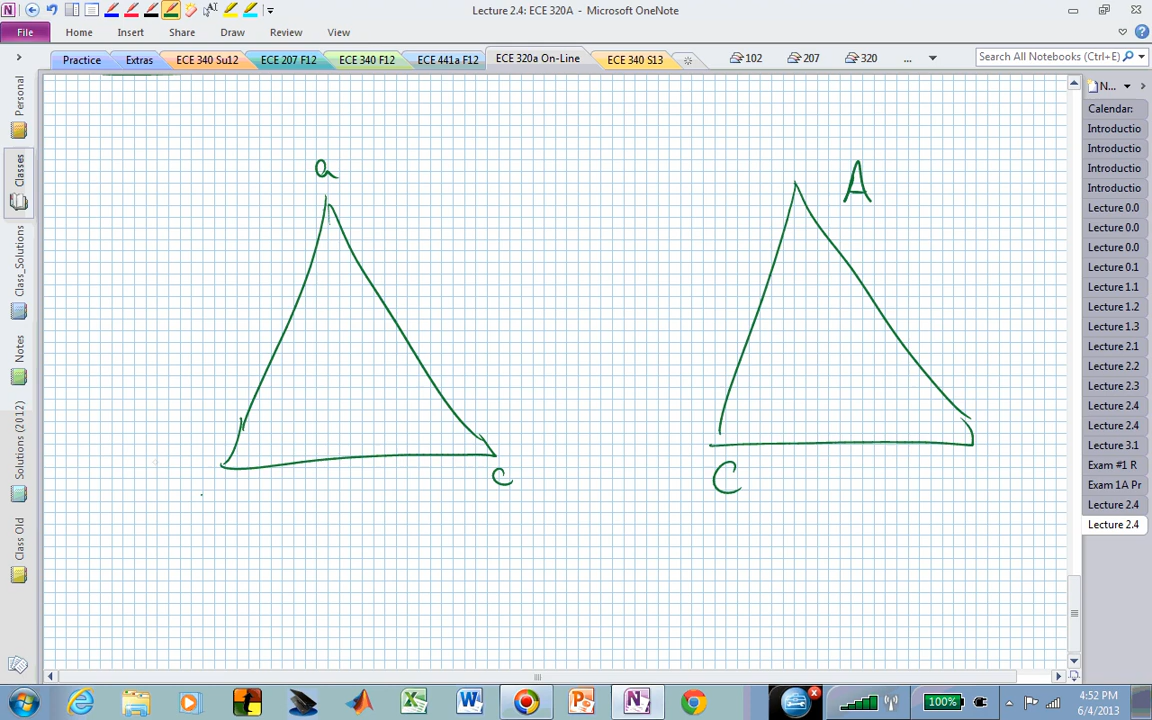 Lecture 2.4: ECE 320A - Microsoft OneNote
File Home Insert Share Draw Review View
Practice Extras ECE 340 Su12 ECE 207 F12 ECE 340 F12 ECE 441a F12 ECE 320a On-Line ECE 340 S13 102 207 320 ... Search All Notebooks (Ctrl+E)
Personal
Classes
Class_Solutions
Notes
Solutions (2012)
Class Old
a
A
c
C
N...
Calendar:
Introductio
Introductio
Introductio
Introductio
Lecture 0.0
Lecture 0.0
Lecture 0.0
Lecture 0.1
Lecture 1.1
Lecture 1.2
Lecture 1.3
Lecture 2.1
Lecture 2.2
Lecture 2.3
Lecture 2.4
Lecture 2.4
Lecture 3.1
Exam #1 R
Exam 1A Pr
Lecture 2.4
Lecture 2.4
100%
4:52 PM
6/4/2013